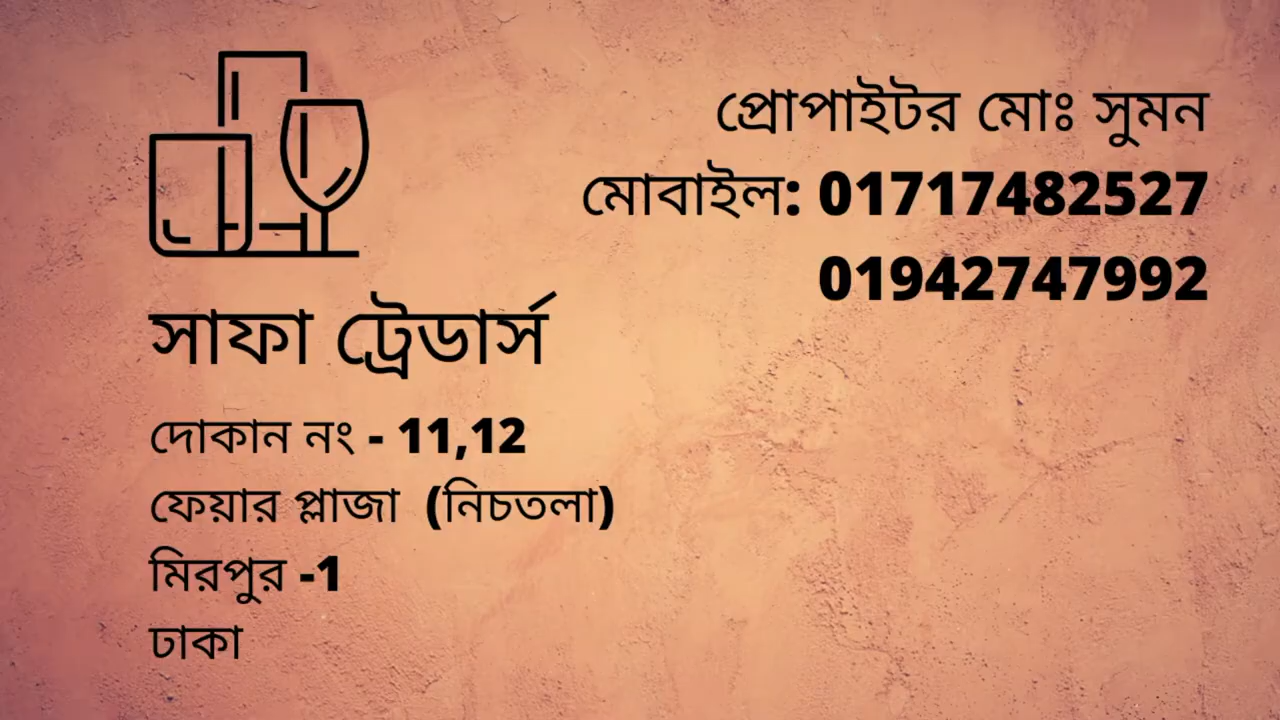 প্রোপাইটর মোঃ সুমন
মোবাইল: 01717482527
01942747992
সাফা ট্রেডার্স
দোকান নং - 11,12
ফেয়ার প্লাজা (নিচতলা)
মিরপুর -1
ঢাকা